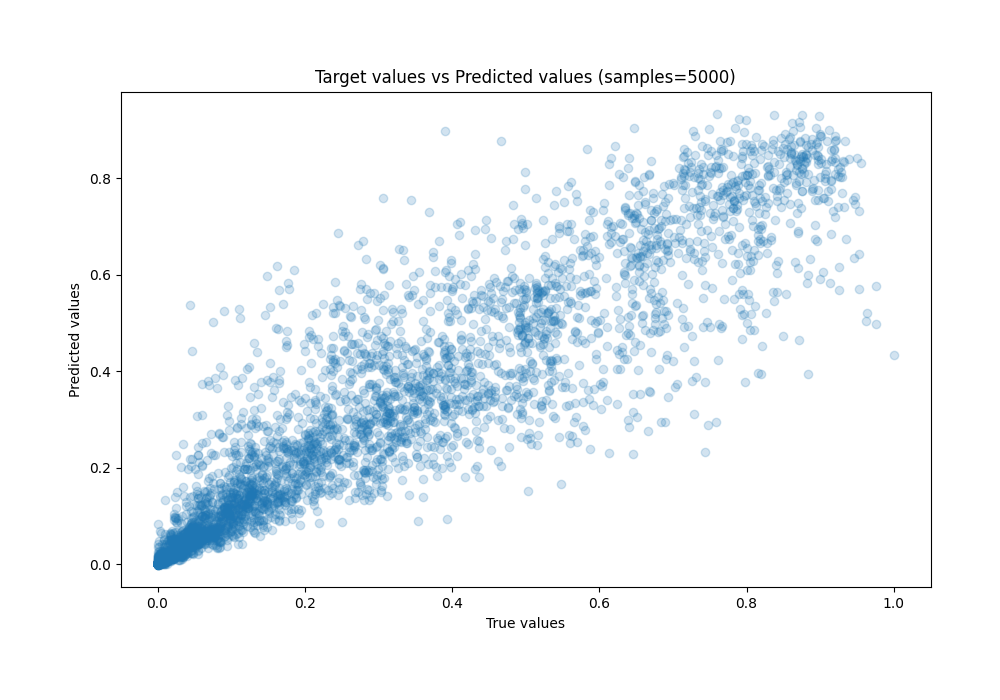 Target values vs Predicted values (samples=5000)
Predicted values
0.8
0.6
0.4
0.2
0.0
0.0 0.2 0.4 0.6 0.8 1.0
True values